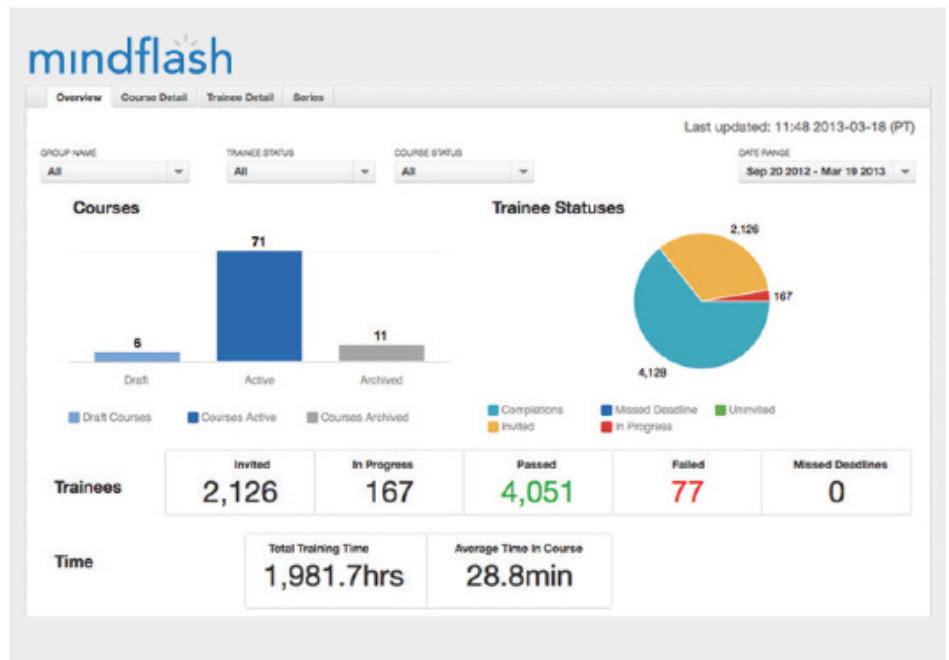 mindflash
Overview Course Detail Trainee Detail Series
Last updated: 11:48 2013-03-18 (PT)
GROUP NAME TRAINEE STATUS COURSE STATUS DATE RANGE
All All All Sep 20 2012 - Mar 19 2013
Courses Trainee Statuses
71
2,126
167
6
11
4,128
Draft Active Archived
Draft Courses Courses Active Courses Archived
Completions Missed Deadline Uninvited
Invited In Progress
Trainees
Invited In Progress Passed Failed Missed Deadlines
2,126 167 4,051 77 0
Time
Total Training Time Average Time In Course
1,981.7hrs 28.8min